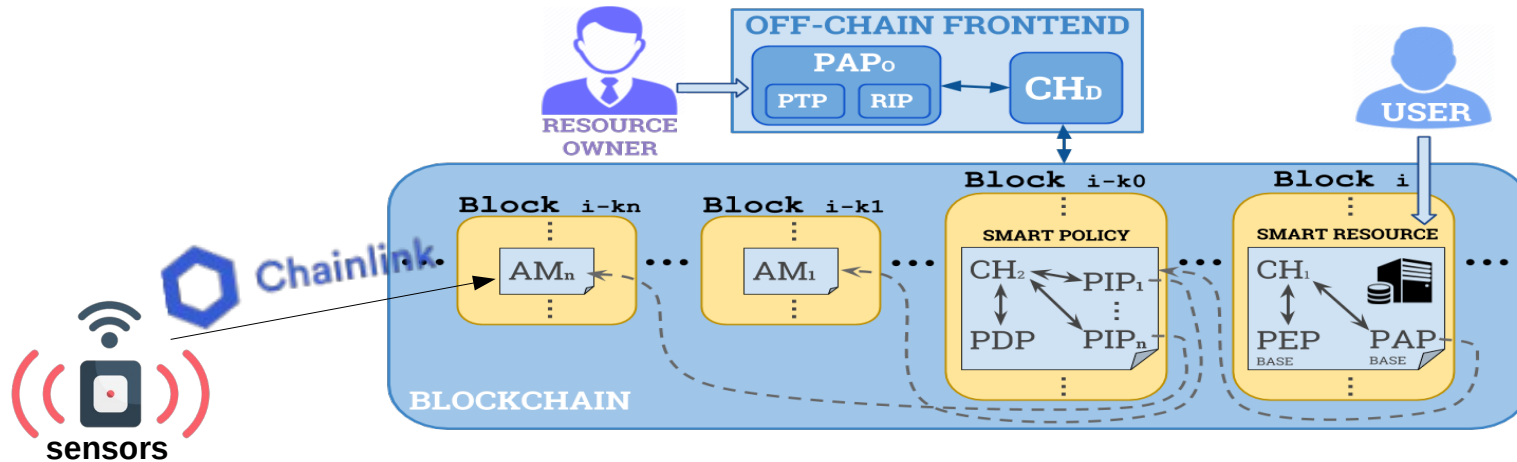 OFF-CHAIN FRONTEND
PAPO
PTP
RIP
CHD
RESOURCE
OWNER
USER
Block i-kn
AMn
Block i-k1
AM1
Block i-k0
SMART POLICY
CH2
PIP1
PDP
PIPn
Block i
SMART RESOURCE
CH1
PEP
BASE
PAP
BASE
BLOCKCHAIN
Chainlink
sensors